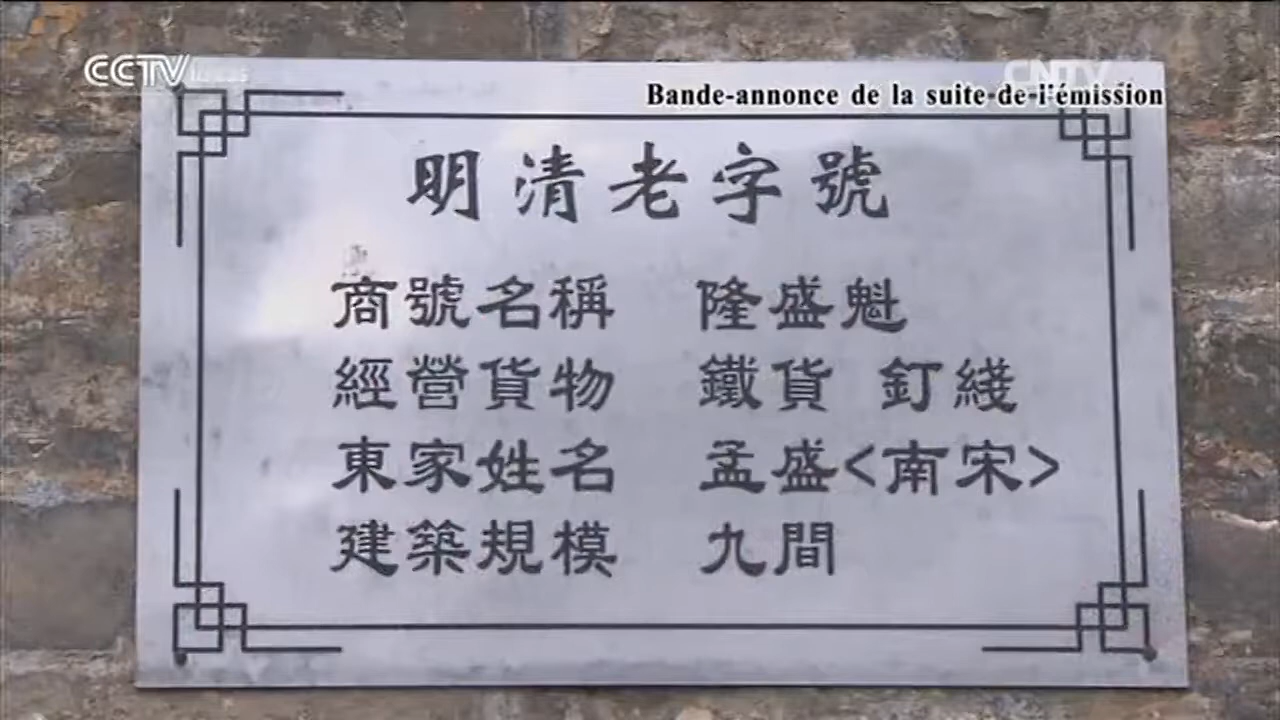 CCTV
CNTV
Bande-annonce de la suite de l'émission
明清老字號
商號名稱 隆盛魁
經營貨物 鐵貨 釘綫
東家姓名 孟盛<南宋>
建築規模 九間